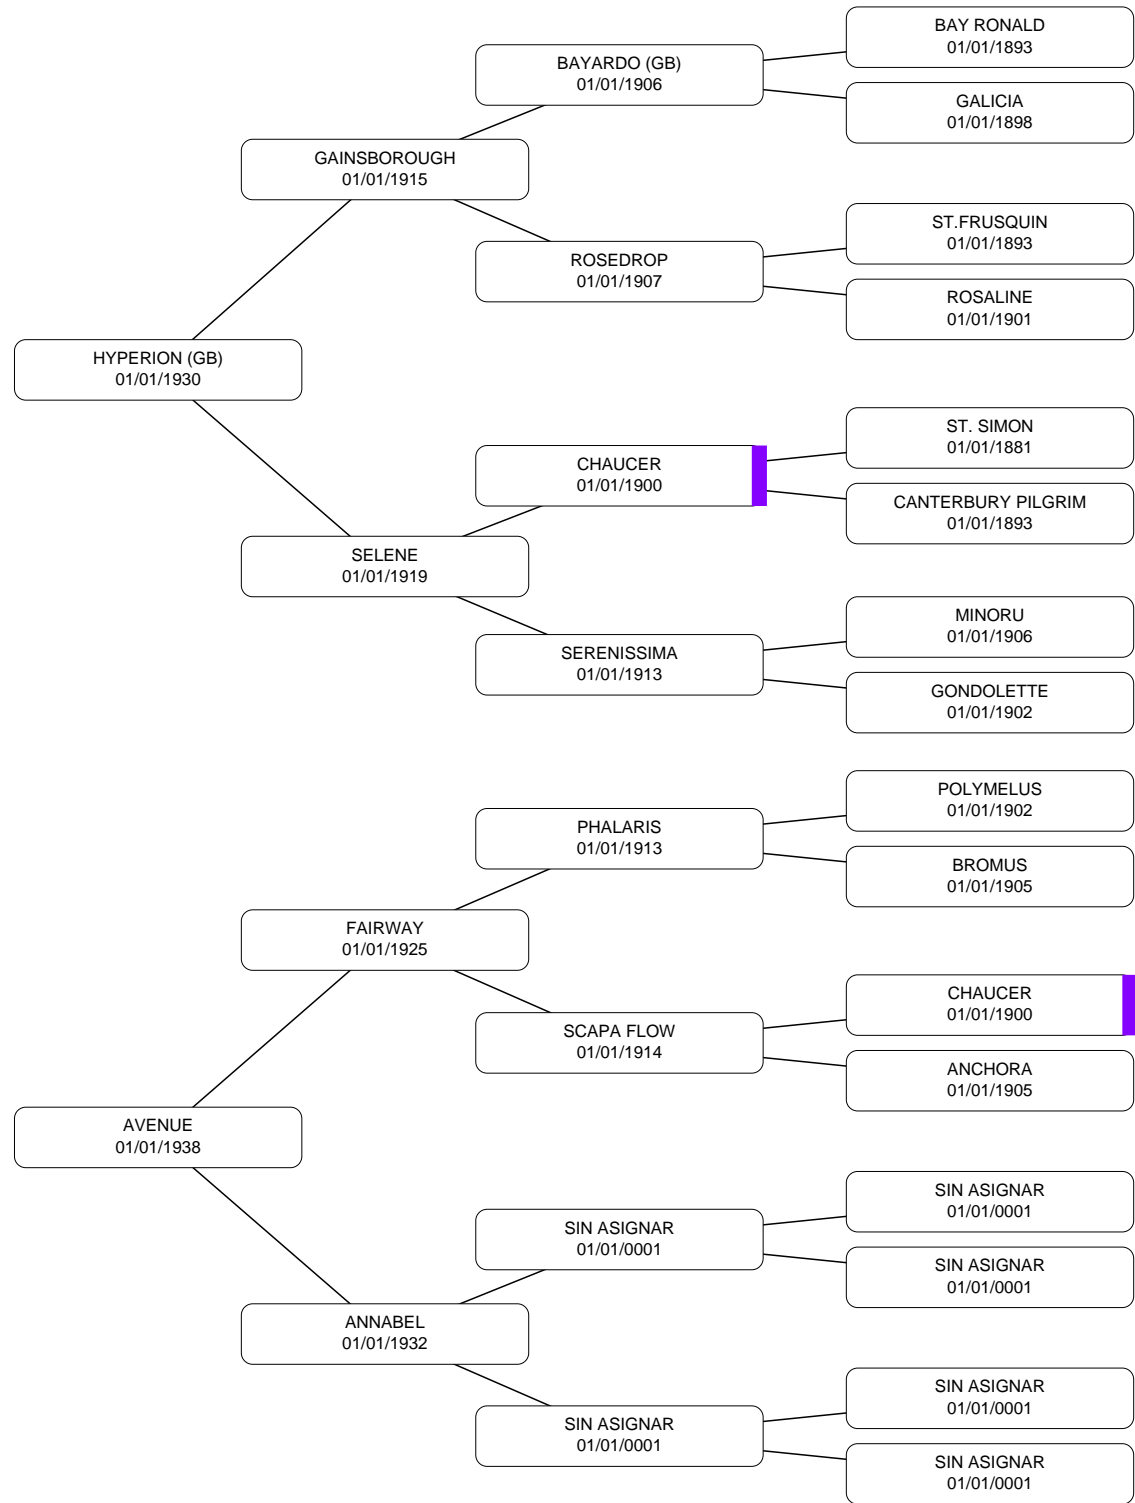 BAY RONALD
01/01/1893
BAYARDO (GB)
01/01/1906
GALICIA
01/01/1898
GAINSBOROUGH
01/01/1915
ST.FRUSQUIN
01/01/1893
ROSEDROP
01/01/1907
ROSALINE
01/01/1901
HYPERION (GB)
01/01/1930
ST. SIMON
01/01/1881
CHAUCER
01/01/1900
CANTERBURY PILGRIM
01/01/1893
SELENE
01/01/1919
MINORU
01/01/1906
SERENISSIMA
01/01/1913
GONDOLETTE
01/01/1902
POLYMELUS
01/01/1902
PHALARIS
01/01/1913
BROMUS
01/01/1905
FAIRWAY
01/01/1925
CHAUCER
01/01/1900
SCAPA FLOW
01/01/1914
ANCHORA
01/01/1905
AVENUE
01/01/1938
SIN ASIGNAR
01/01/0001
SIN ASIGNAR
01/01/0001
SIN ASIGNAR
01/01/0001
ANNABEL
01/01/1932
SIN ASIGNAR
01/01/0001
SIN ASIGNAR
01/01/0001
SIN ASIGNAR
01/01/0001